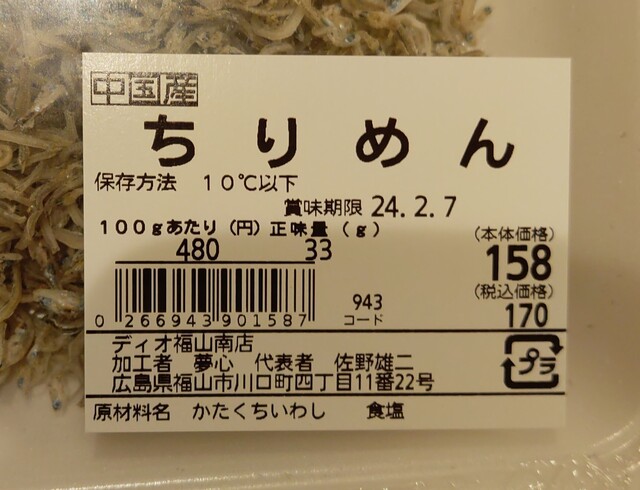 中国産
ちりめん
保存方法 10℃以下
賞味期限 24.2.7
100gあたり(円) 正味量(g)
480 33
(本体価格)
158
(税込価格)
170
943
コード
0 266943 901587
ディオ福山南店
加工者 夢心 代表者 佐野雄二
広島県福山市川口町四丁目11番22号
プラ
原材料名 かたくちいわし 食塩